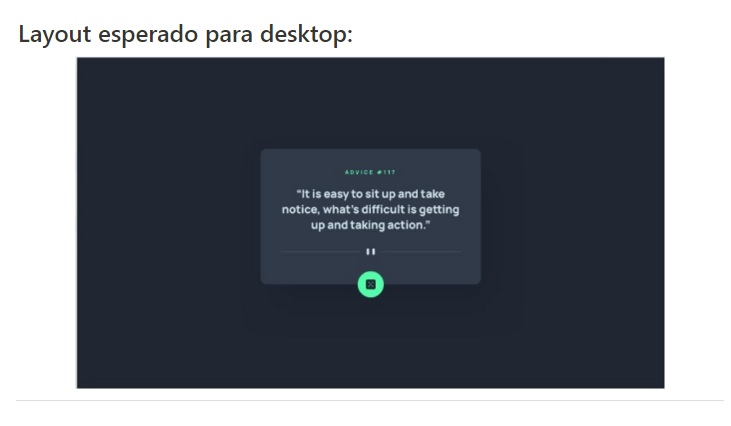 Layout esperado para desktop:
ADVICE #117
“It is easy to sit up and take
notice, what’s difficult is getting
up and taking action.”